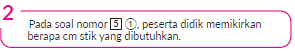 2
Pada soal nomor 5 ①, peserta didik memikirkan
berapa cm stik yang dibutuhkan.